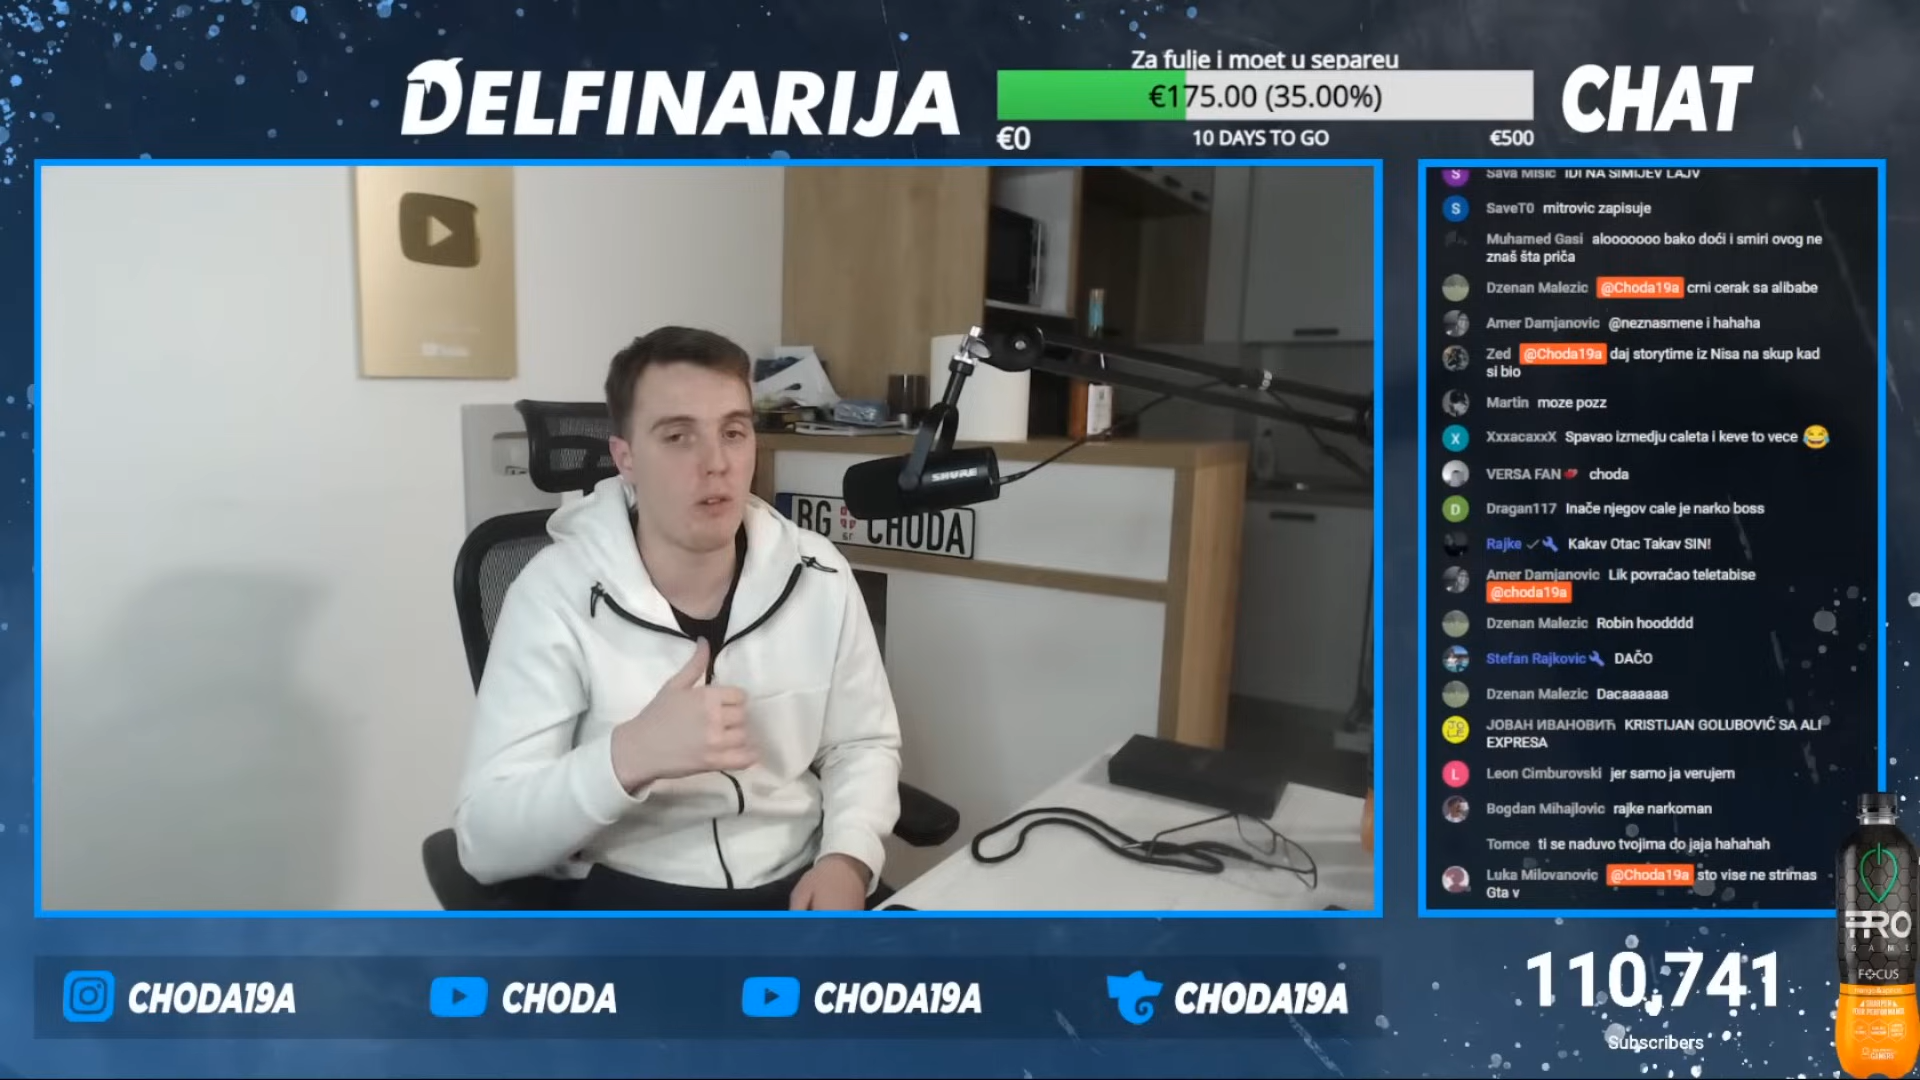 DELFINARIJA
Za fulje i moet u separeu
€175.00 (35.00%)
€0
10 DAYS TO GO
€500
CHAT
SHURE
BG CHODA
S Sava Misic IDI NA SIMIJEV LAJV
S SaveT0 mitrovic zapisuje
Muhamed Gasi alooooooo bako doći i smiri ovog ne
znaš šta priča
Dzenan Malezic @Choda19a crni cerak sa alibabe
Amer Damjanovic @neznasmene i hahaha
Zed @Choda19a daj storytime iz Nisa na skup kad
si bio
Martin moze pozz
X XxxacaxxX Spavao izmedju caleta i keve to vece 😂
VERSA FAN choda
D Dragan117 Inače njegov cale je narko boss
Rajke Kakav Otac Takav SIN!
Amer Damjanovic Lik povraćao teletabise
@choda19a
Dzenan Malezic Robin hoodddd
Stefan Rajkovic DAČO
Dzenan Malezic Dacaaaaaa
ЈОВАН ИВАНОВИЋ KRISTIJAN GOLUBOVIĆ SA ALI
EXPRESA
L Leon Cimburovski jer samo ja verujem
Bogdan Mihajlovic rajke narkoman
Tomce ti se naduvo tvojima do jaja hahahah
Luka Milovanovic @Choda19a sto vise ne strimas
Gta v
CHODA19A
CHODA
CHODA19A
CHODA19A
110,741
Subscribers
PRO
GAME
FOCUS